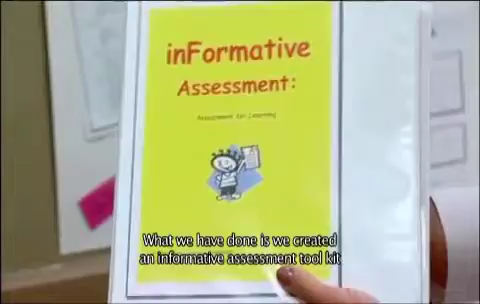 inFormative
Assessment:
Assessment for Learning
What we have done is we created
an informative assessment tool kit